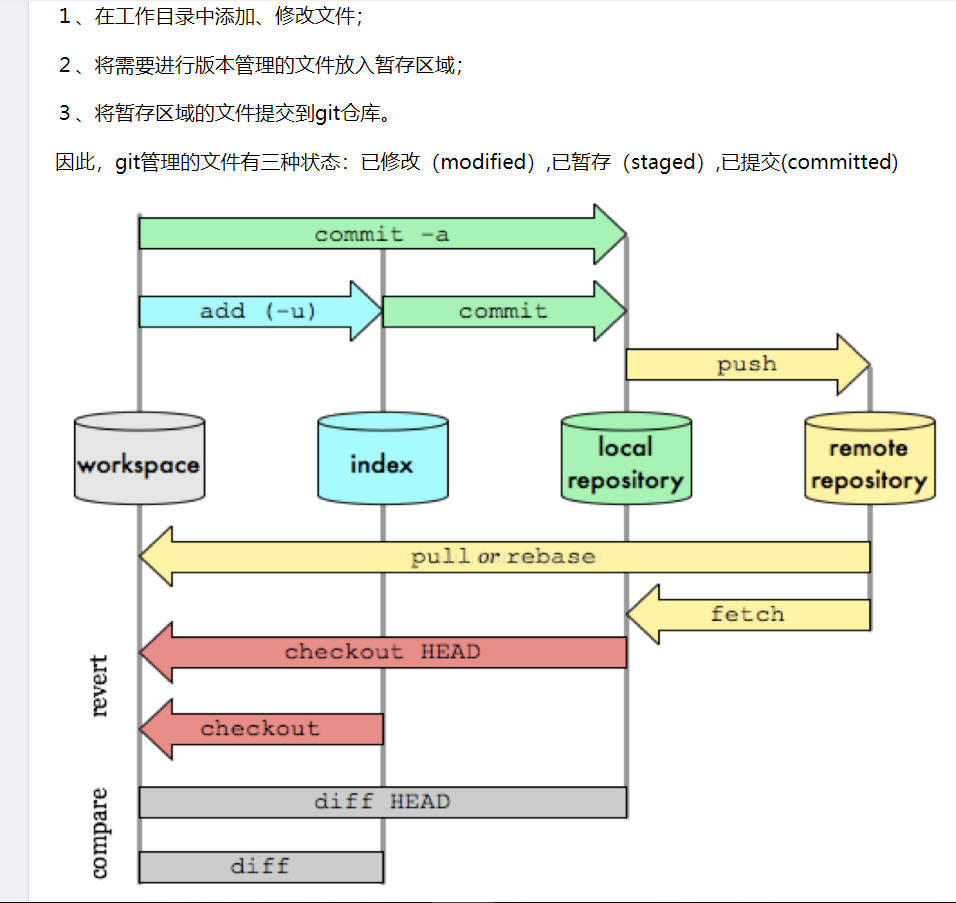 1、在工作目录中添加、修改文件；
2、将需要进行版本管理的文件放入暂存区域；
3、将暂存区域的文件提交到git仓库。
因此，git管理的文件有三种状态：已修改（modified）,已暂存（staged）,已提交(committed)
commit -a
add (-u)
commit
push
workspace
index
local
repository
remote
repository
pull or rebase
fetch
checkout HEAD
revert
checkout
diff HEAD
compare
diff